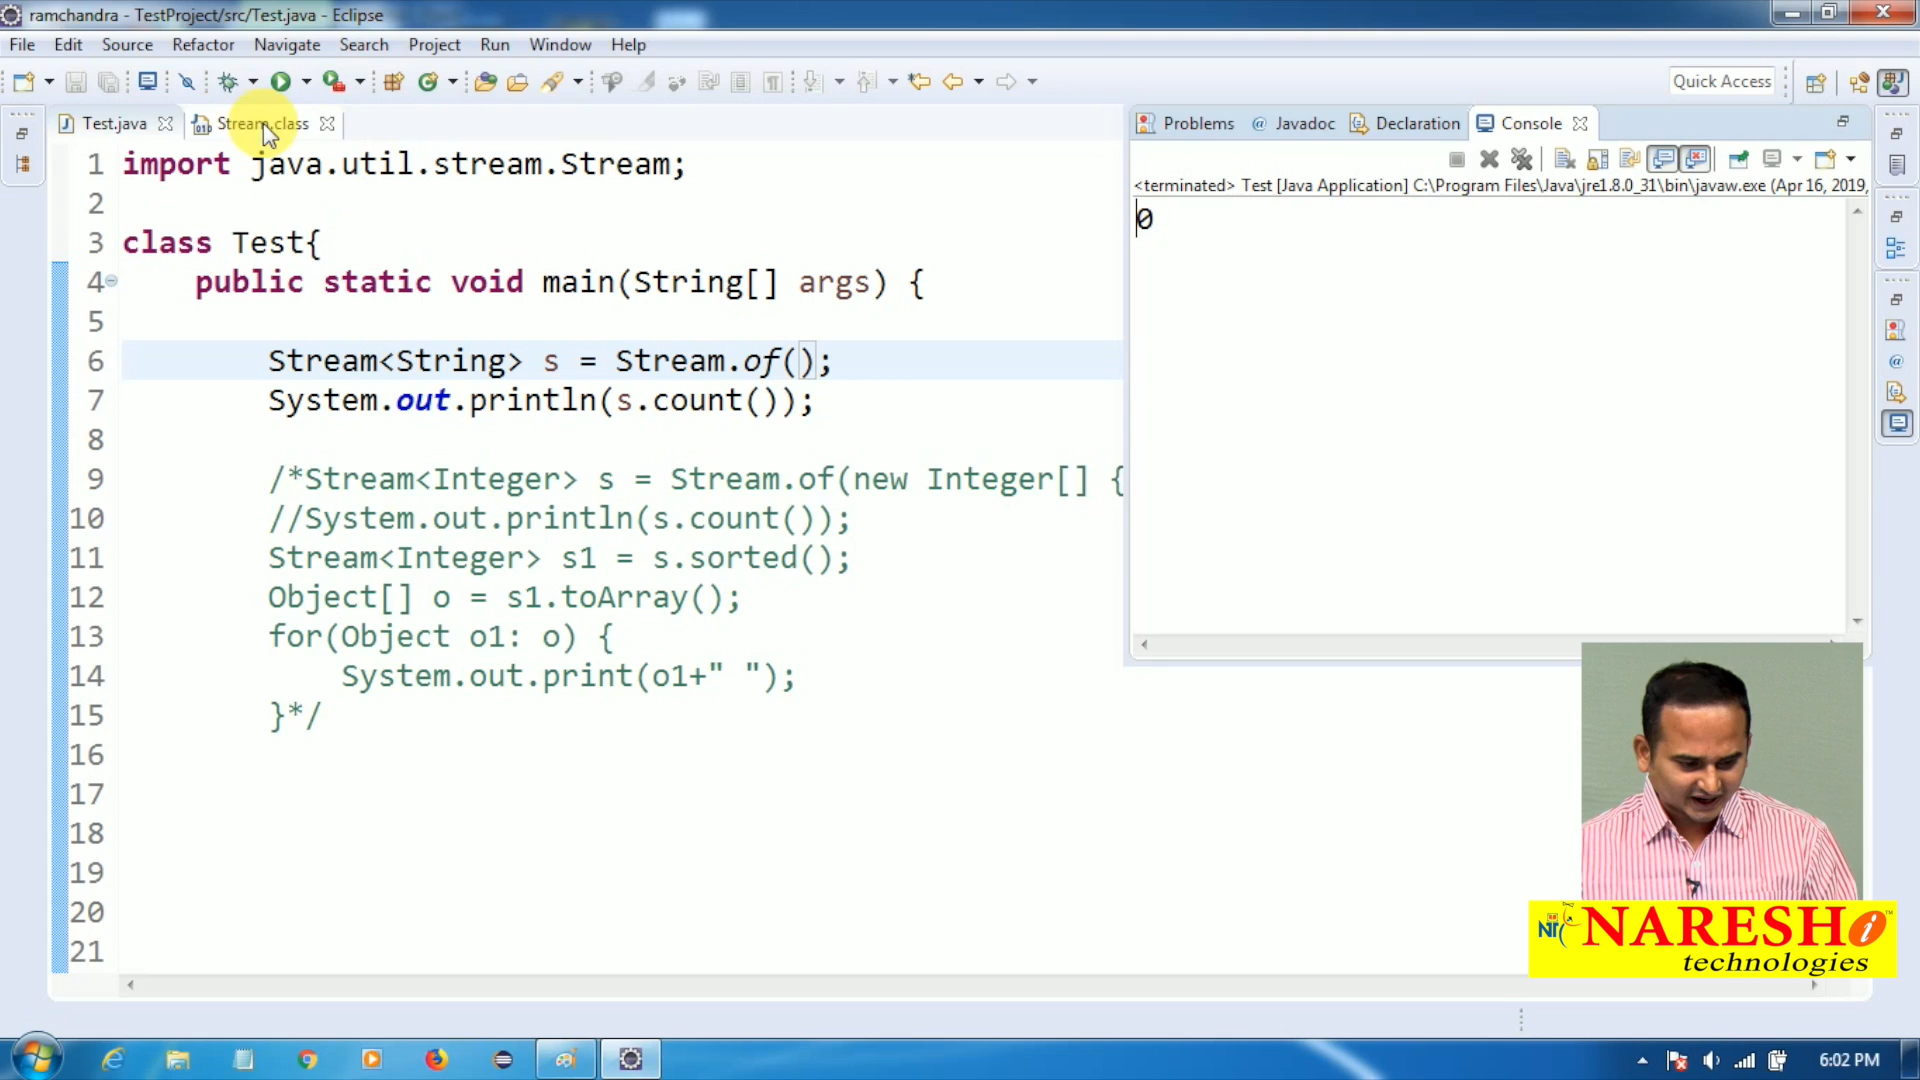 ramchandra - TestProject/src/Test.java - Eclipse
File Edit Source Refactor Navigate Search Project Run Window Help
Quick Access
Test.java Stream.class
Problems @ Javadoc Declaration Console
<terminated> Test [Java Application] C:\Program Files\Java\jre1.8.0_31\bin\javaw.exe (Apr 16, 2019,
0
1 import java.util.stream.Stream;
2
3 class Test{
4 public static void main(String[] args) {
5
6 Stream<String> s = Stream.of();
7 System.out.println(s.count());
8
9 /*Stream<Integer> s = Stream.of(new Integer[] {
10 //System.out.println(s.count());
11 Stream<Integer> s1 = s.sorted();
12 Object[] o = s1.toArray();
13 for(Object o1: o) {
14 System.out.print(o1+" ");
15 }*/
16
17
18
19
20
21
NARESH i
technologies
6:02 PM